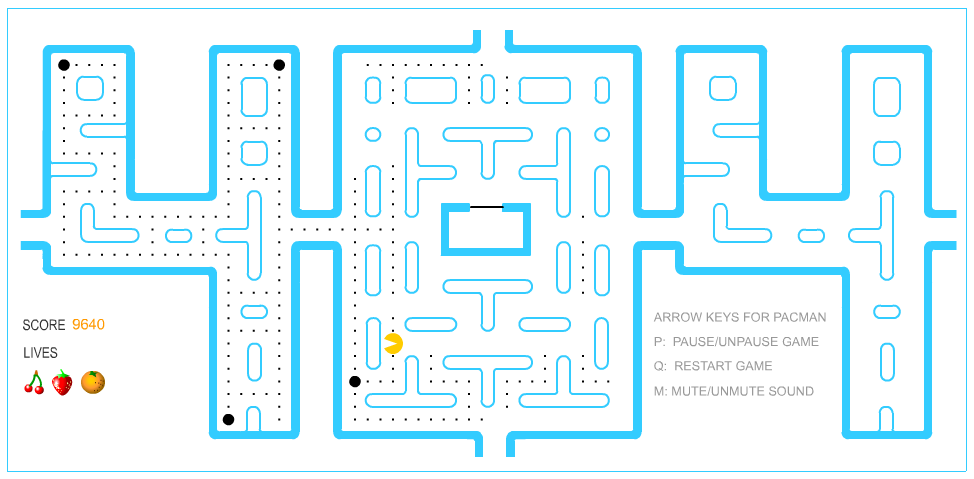 SCORE 9640
LIVES
ARROW KEYS FOR PACMAN
P: PAUSE/UNPAUSE GAME
Q: RESTART GAME
M: MUTE/UNMUTE SOUND